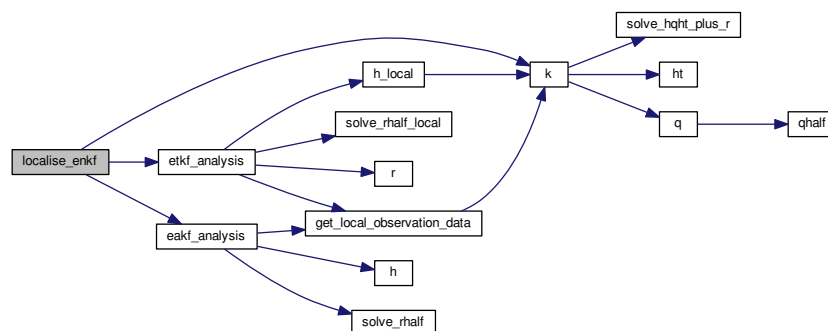 solve_hqht_plus_r
h_local
k
ht
solve_rhalf_local
q
qhalf
localise_enkf
etkf_analysis
r
get_local_observation_data
eakf_analysis
h
solve_rhalf